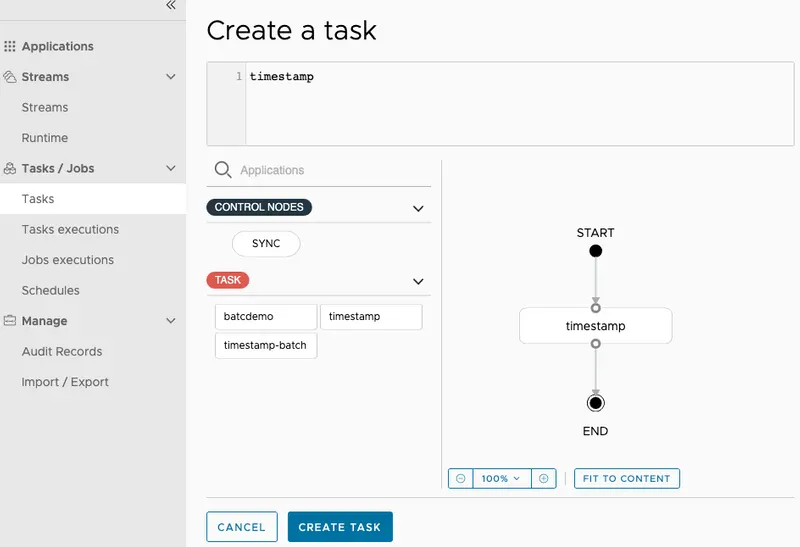 Applications
Streams
Streams
Runtime
Tasks / Jobs
Tasks
Tasks executions
Jobs executions
Schedules
Manage
Audit Records
Import / Export
Create a task
1 timestamp
Applications
CONTROL NODES
SYNC
TASK
batcdemo timestamp
timestamp-batch
START
timestamp
END
100%
FIT TO CONTENT
CANCEL CREATE TASK